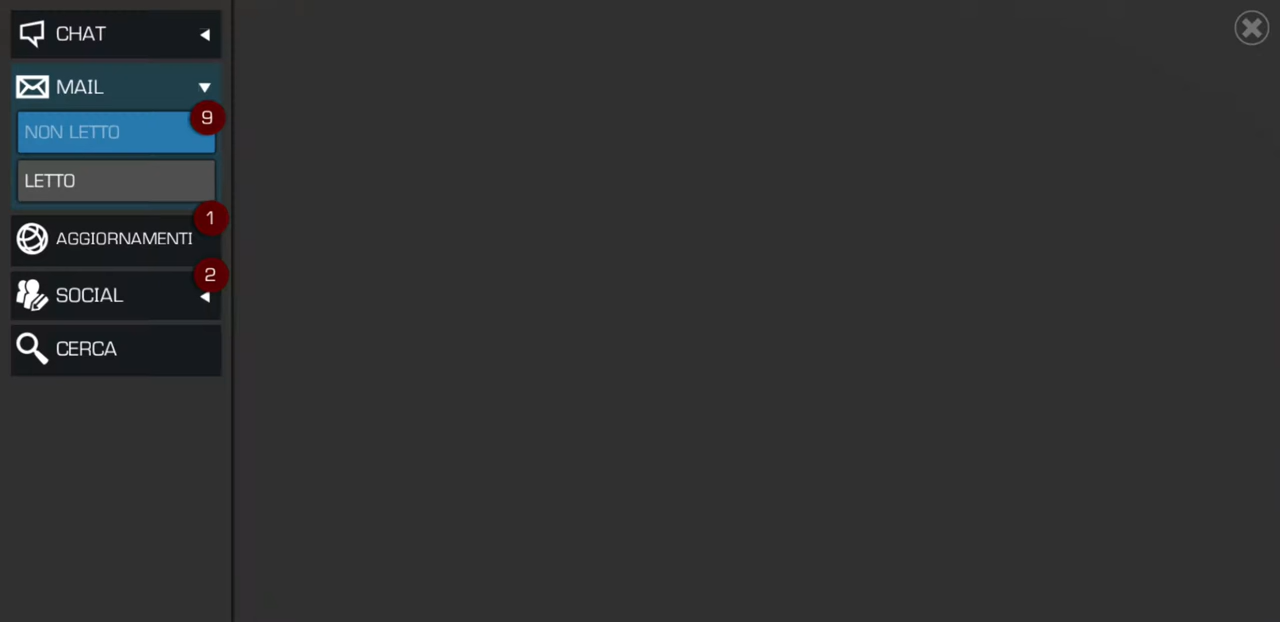 CHAT
MAIL
9
NON LETTO
LETTO
1
AGGIORNAMENTI
2
SOCIAL
CERCA